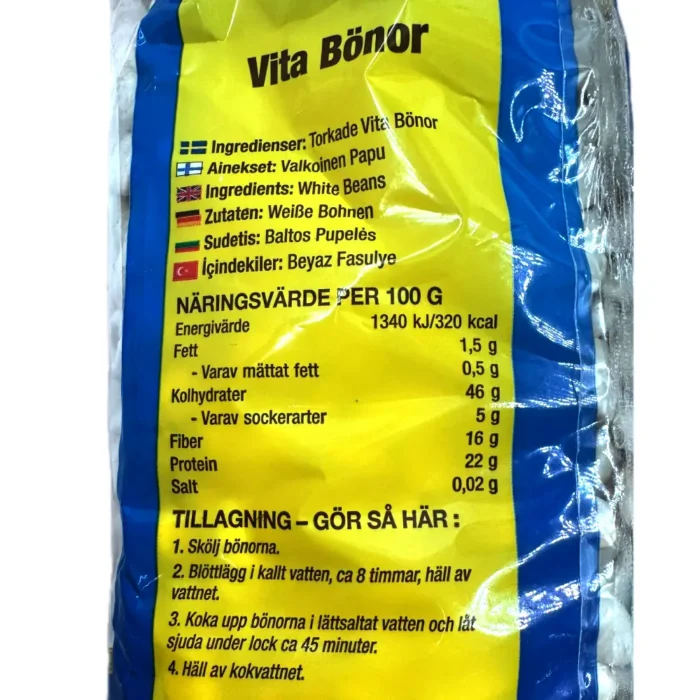 Vita Bönor
Ingredienser: Torkade Vita Bönor
Ainekset: Valkoinen Papu
Ingredients: White Beans
Zutaten: Weiße Bohnen
Sudetis: Baltos Pupelės
İçindekiler: Beyaz Fasulye
NÄRINGSVÄRDE PER 100 G
Energivärde 1340 kJ/320 kcal
Fett 1,5 g
- Varav mättat fett 0,5 g
Kolhydrater 46 g
- Varav sockerarter 5 g
Fiber 16 g
Protein 22 g
Salt 0,02 g
TILLAGNING – GÖR SÅ HÄR :
1. Skölj bönorna.
2. Blötlägg i kallt vatten, ca 8 timmar, häll av
vattnet.
3. Koka upp bönorna i lättsaltat vatten och låt
sjuda under lock ca 45 minuter.
4. Häll av kokvattnet.